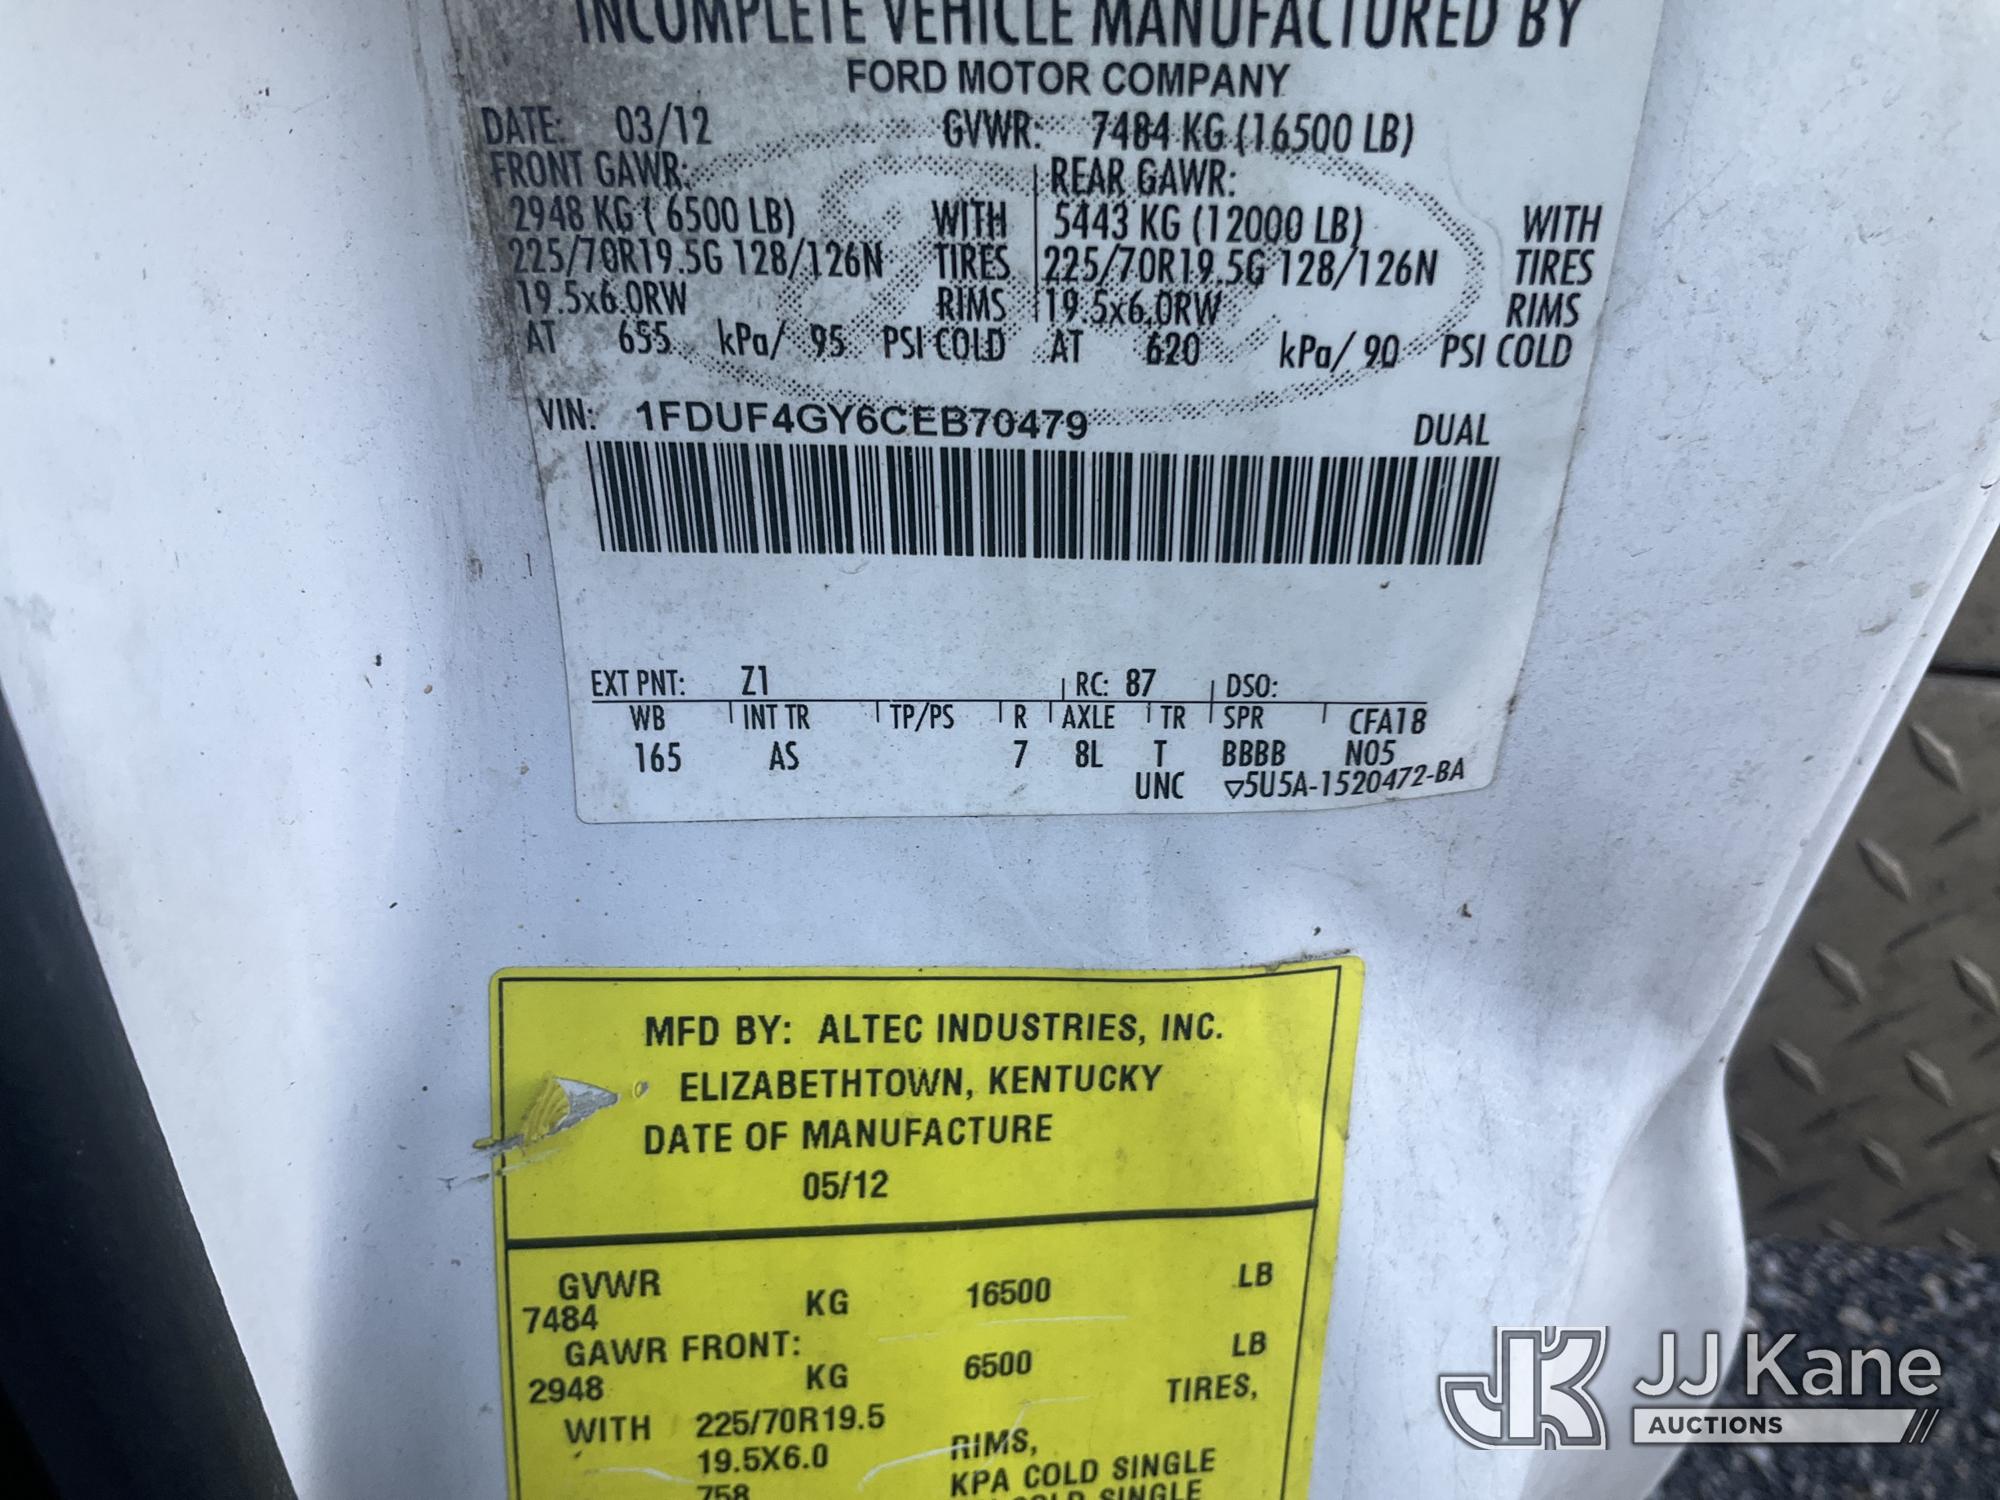 INCOMPLETE VEHICLE MANUFACTURED BY
FORD MOTOR COMPANY
DATE: 03/12 GVWR: 7484 KG (16500 LB)
FRONT GAWR: REAR GAWR:
2948 KG ( 6500 LB) WITH 5443 KG (12000 LB) WITH
225/70R19.5G 128/126N TIRES 225/70R19.5G 128/126N TIRES
19.5x6.0RW RIMS 19.5x6.0RW RIMS
AT 655 kPa/ 95 PSI COLD AT 620 kPa/ 90 PSI COLD
VIN: 1FDUF4GY6CEB70479 DUAL
EXT PNT: Z1 RC: 87 DSO:
WB INT TR TP/PS R AXLE TR SPR CFA18
165 AS 7 8L T BBBB N05
UNC ▽5U5A-1520472-BA
MFD BY: ALTEC INDUSTRIES, INC.
ELIZABETHTOWN, KENTUCKY
DATE OF MANUFACTURE
05/12
GVWR
7484 KG 16500 LB
GAWR FRONT:
2948 KG 6500 LB
WITH 225/70R19.5 TIRES,
19.5X6.0 RIMS,
758 KPA COLD SINGLE
COLD SINGLE
JK JJ Kane
AUCTIONS